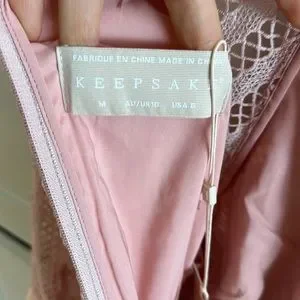 FABRIQUE EN CHINE MADE IN CHINA
KEEPSAKE
M AU/UK10 USA 6